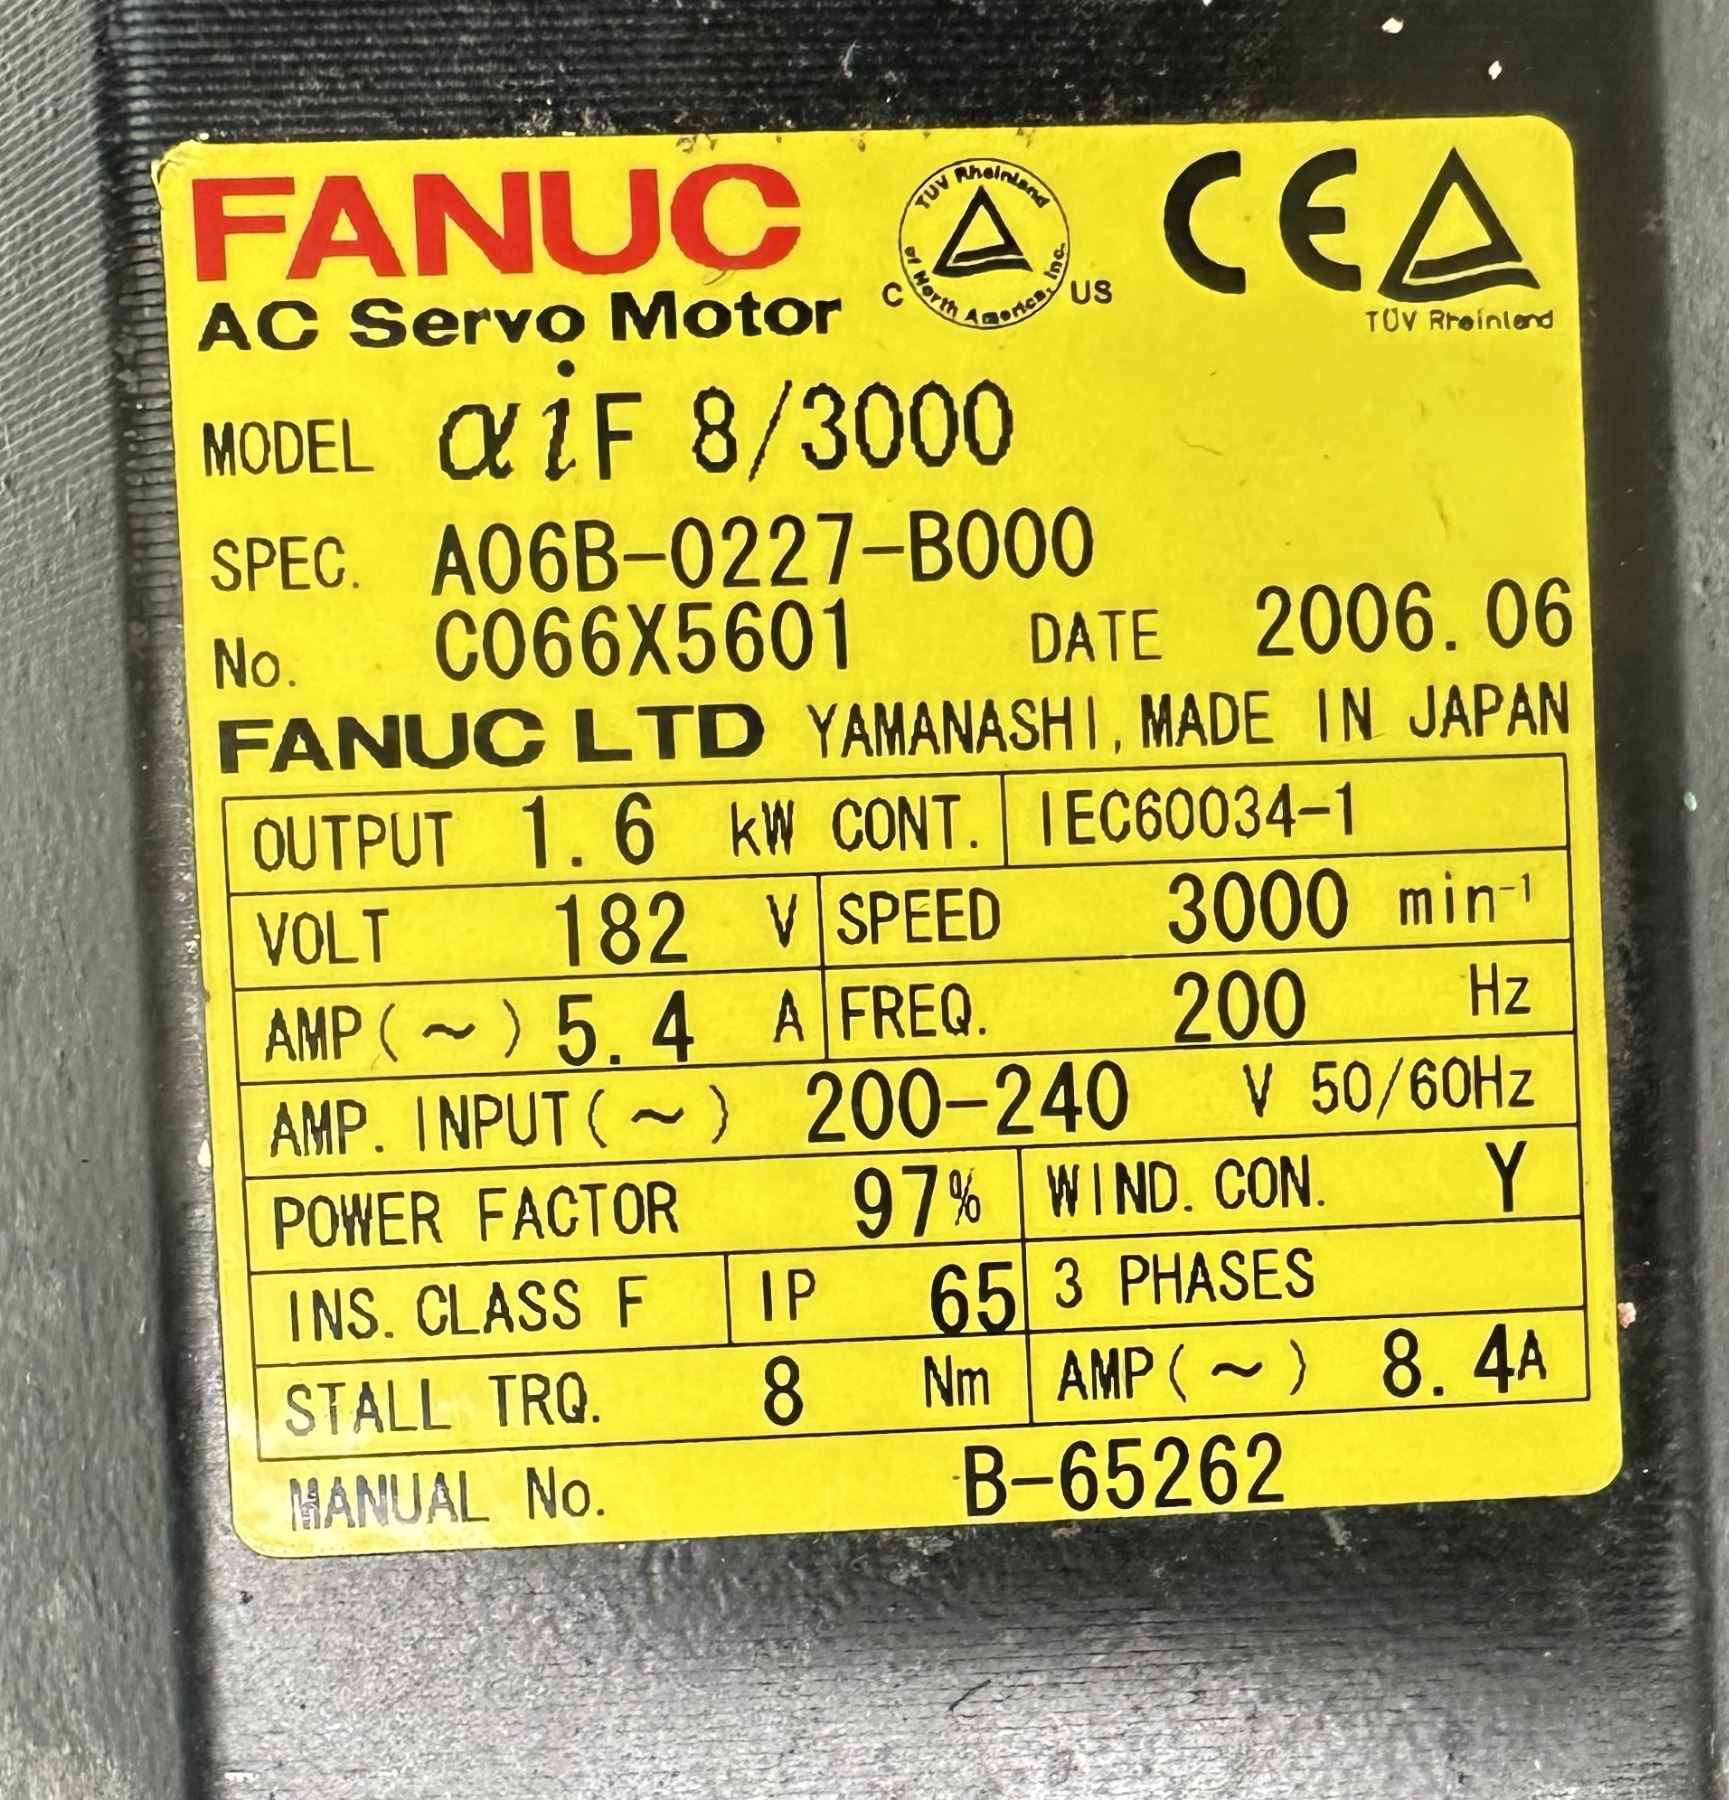 FANUC
TÜV Rheinland of North America, Inc.
C US
CE
TÜV Rheinland
AC Servo Motor
MODEL αiF 8/3000
SPEC. A06B-0227-B000
No. C066X5601 DATE 2006.06
FANUC LTD YAMANASHI, MADE IN JAPAN
OUTPUT 1.6 kW CONT. IEC60034-1
VOLT 182 V SPEED 3000 min⁻¹
AMP(~) 5.4 A FREQ. 200 Hz
AMP. INPUT(~) 200-240 V 50/60Hz
POWER FACTOR 97% WIND. CON. Y
INS. CLASS F IP 65 3 PHASES
STALL TRQ. 8 Nm AMP(~) 8.4A
MANUAL No. B-65262